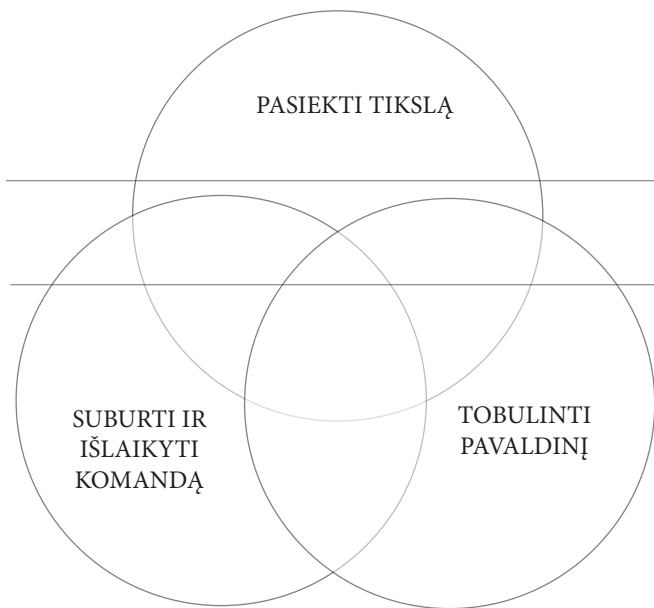 PASIEKTI TIKSLĄ
SUBURTI IR
IŠLAIKYTI
KOMANDĄ
TOBULINTI
PAVALDINĮ